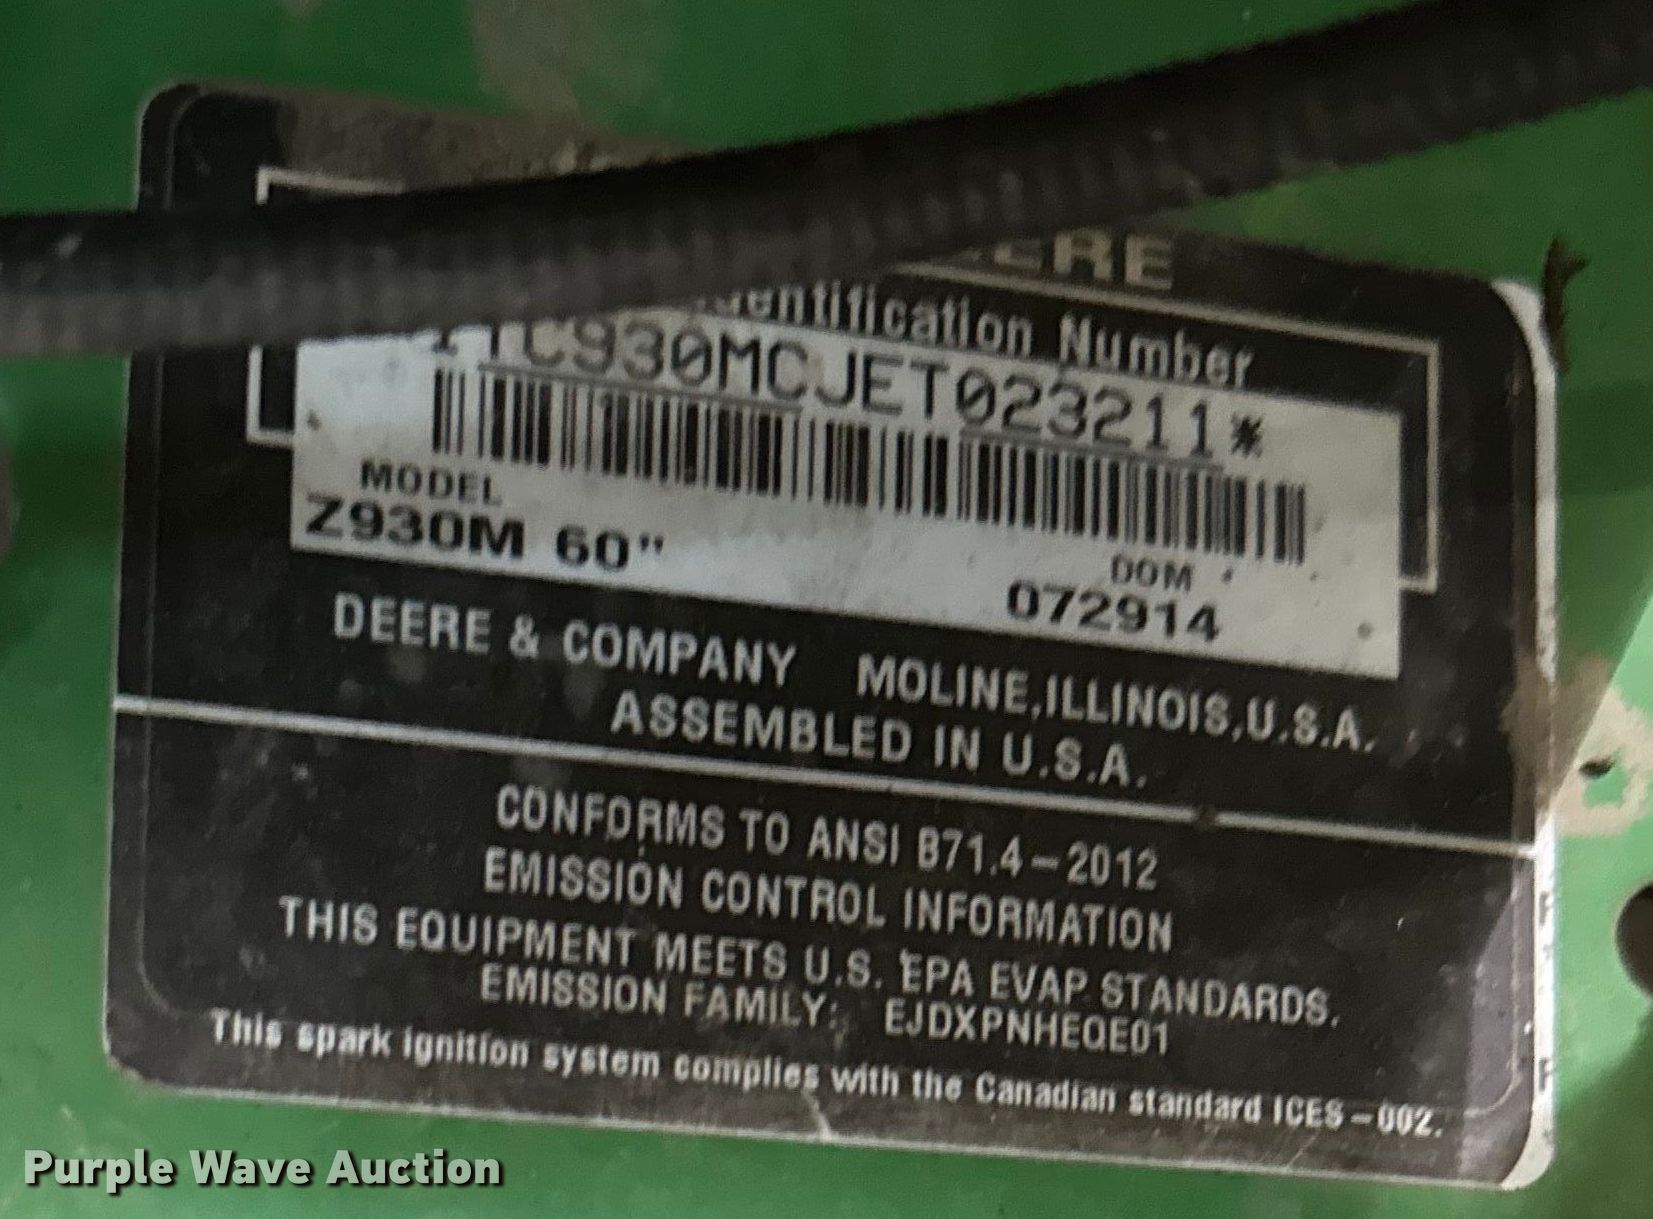 ERE
Identification Number
1TC930MCJET023211*
MODEL
Z930M 60"
DOM
072914
DEERE & COMPANY MOLINE, ILLINOIS, U.S.A.
ASSEMBLED IN U.S.A.
CONFORMS TO ANSI B71.4-2012
EMISSION CONTROL INFORMATION
THIS EQUIPMENT MEETS U.S. EPA EVAP STANDARDS.
EMISSION FAMILY: EJDXPNHEQE01
This spark ignition system complies with the Canadian standard ICES-002.
Purple Wave Auction